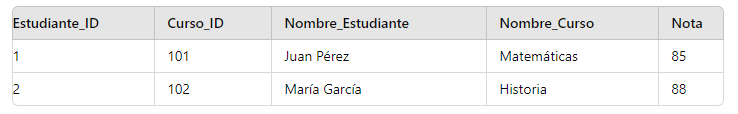 Estudiante_ID Curso_ID Nombre_Estudiante Nombre_Curso Nota
1 101 Juan Pérez Matemáticas 85
2 102 María García Historia 88